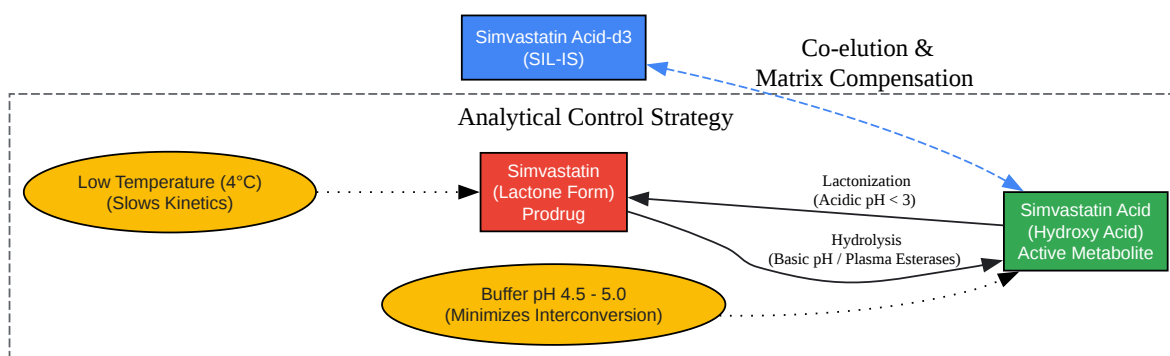 Simvastatin Acid-d3
(SIL-IS)
Co-elution &
Matrix Compensation
Analytical Control Strategy
Low Temperature (4°C)
(Slows Kinetics)
Simvastatin
(Lactone Form)
Prodrug
Lactonization
(Acidic pH < 3)
Simvastatin Acid
(Hydroxy Acid)
Active Metabolite
Hydrolysis
(Basic pH / Plasma Esterases)
Buffer pH 4.5 - 5.0
(Minimizes Interconversion)